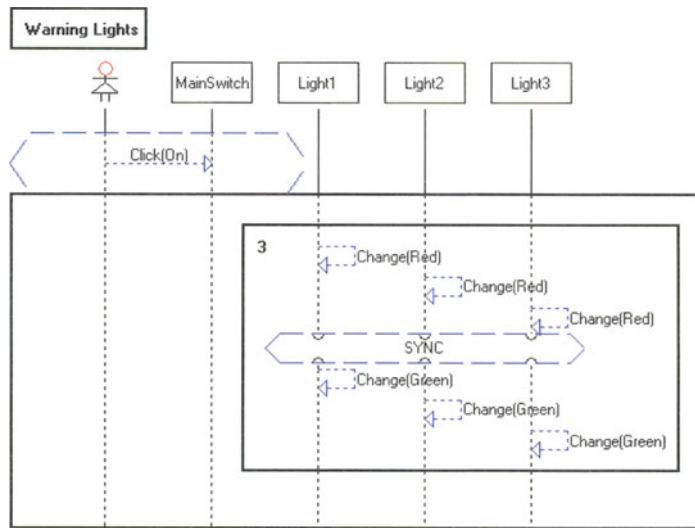 Warning Lights
MainSwitch
Light1
Light2
Light3
Click(On)
3
Change(Red)
Change(Red)
Change(Red)
SYNC
Change(Green)
Change(Green)
Change(Green)